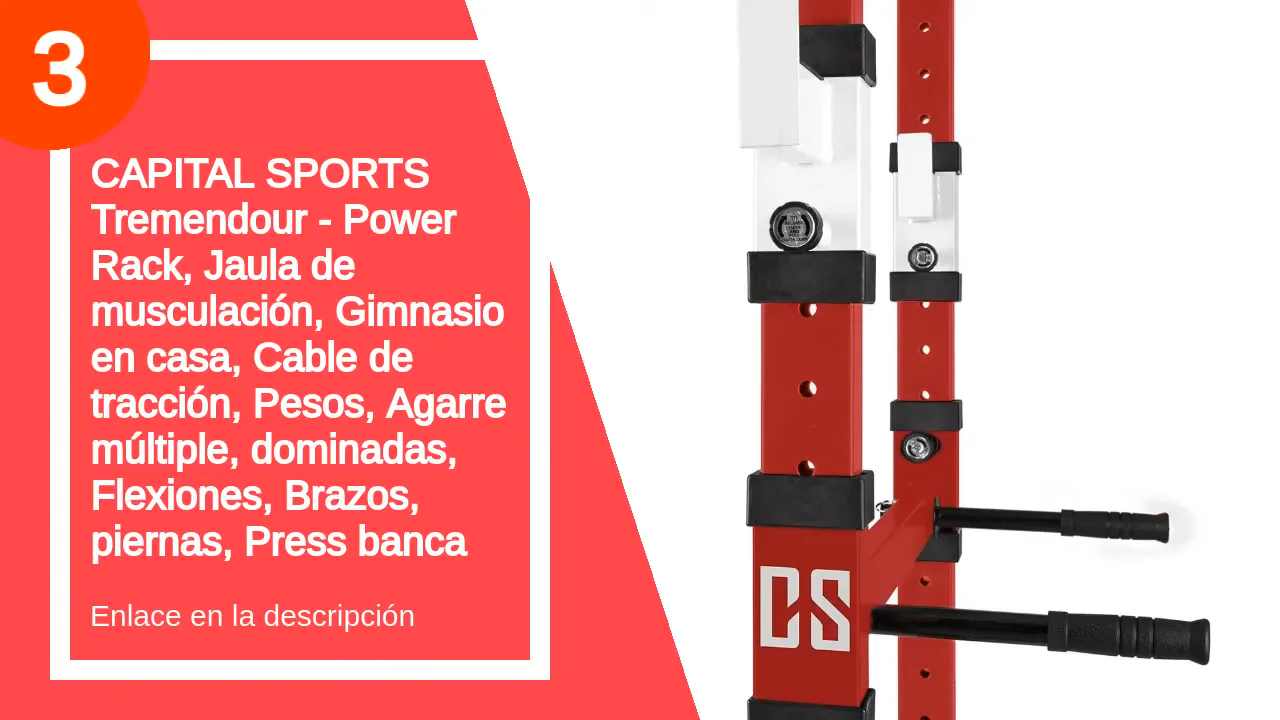 3
CAPITAL SPORTS
Tremendour - Power
Rack, Jaula de
musculación, Gimnasio
en casa, Cable de
tracción, Pesos, Agarre
múltiple, dominadas,
Flexiones, Brazos,
piernas, Press banca
Enlace en la descripción
CS